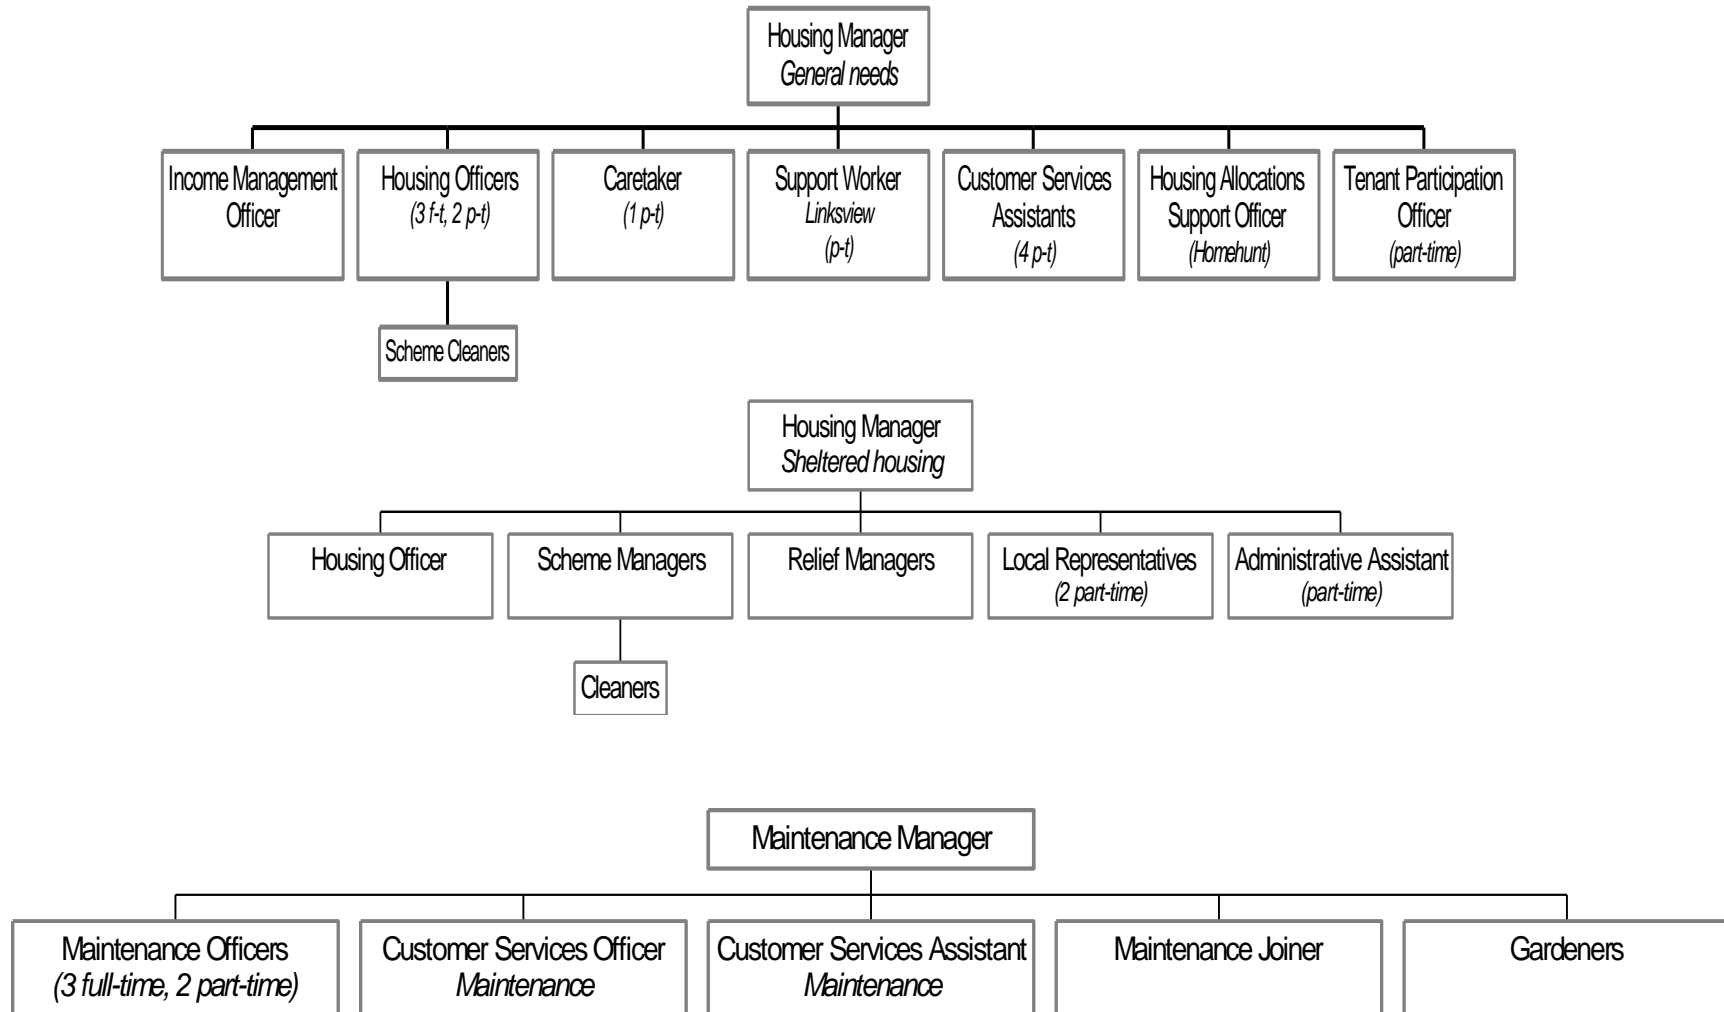 Housing Manager
General needs
Income Management
Officer
Housing Officers
(3 f-t, 2 p-t)
Caretaker
(1 p-t)
Support Worker
Linksview
(p-t)
Customer Services
Assistants
(4 p-t)
Housing Allocations
Support Officer
(Homehunt)
Tenant Participation
Officer
(part-time)
Scheme Cleaners
Housing Manager
Sheltered housing
Housing Officer
Scheme Managers
Relief Managers
Local Representatives
(2 part-time)
Administrative Assistant
(part-time)
Cleaners
Maintenance Manager
Maintenance Officers
(3 full-time, 2 part-time)
Customer Services Officer
Maintenance
Customer Services Assistant
Maintenance
Maintenance Joiner
Gardeners